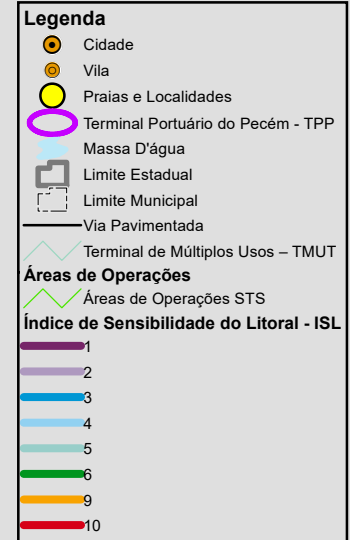 Legenda
Cidade
Vila
Praias e Localidades
Terminal Portuário do Pecém - TPP
Massa D'água
Limite Estadual
Limite Municipal
Via Pavimentada
Terminal de Múltiplos Usos – TMUT
Áreas de Operações
Áreas de Operações STS
Índice de Sensibilidade do Litoral - ISL
1
2
3
4
5
6
9
10